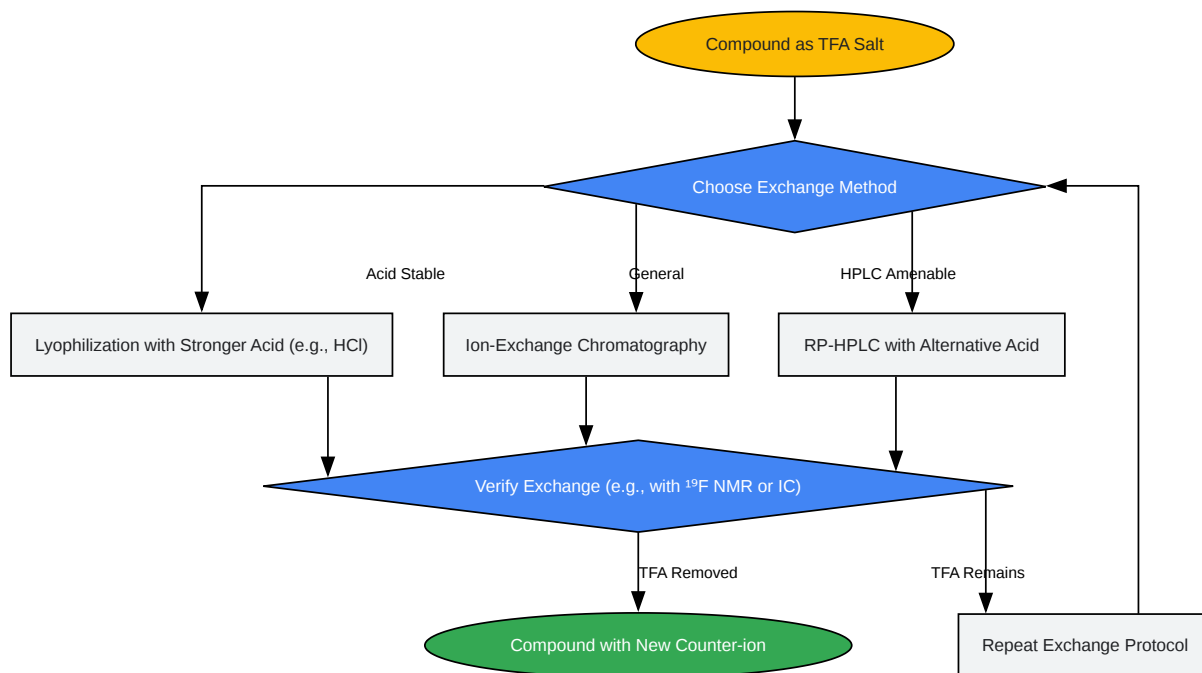 Compound as TFA Salt
Choose Exchange Method
Acid Stable
General
HPLC Amenable
Lyophilization with Stronger Acid (e.g., HCl)
Ion-Exchange Chromatography
RP-HPLC with Alternative Acid
Verify Exchange (e.g., with ¹⁹F NMR or IC)
TFA Removed
TFA Remains
Compound with New Counter-ion
Repeat Exchange Protocol